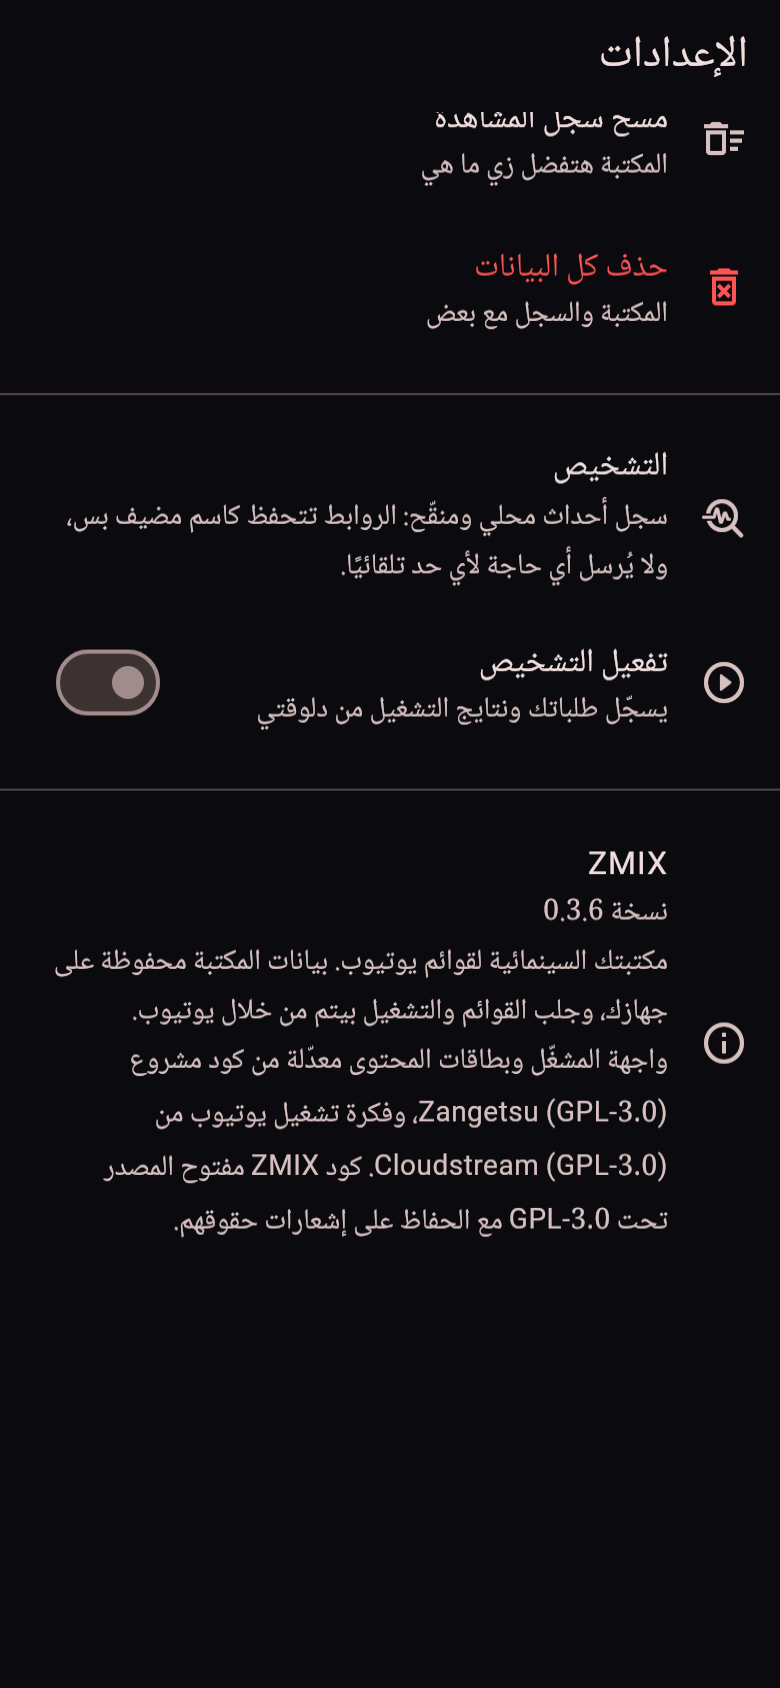 الإعدادات
مسح سجل المشاهدة
المكتبة هتفضل زي ما هي
حذف كل البيانات
المكتبة والسجل مع بعض
التشخيص
سجل أحداث محلي ومنقّح: الروابط تتحفظ كاسم مضيف بس،
ولا يُرسل أي حاجة لأي حد تلقائيًا.
تفعيل التشخيص
يسجّل طلباتك ونتايج التشغيل من دلوقتي
ZMIX
نسخة 0.3.6
مكتبتك السينمائية لقوائم يوتيوب. بيانات المكتبة محفوظة على
جهازك، وجلب القوائم والتشغيل بيتم من خلال يوتيوب.
واجهة المشغّل وبطاقات المحتوى معدّلة من كود مشروع
Zangetsu (GPL-3.0)، وفكرة تشغيل يوتيوب من
Cloudstream (GPL-3.0). كود ZMIX مفتوح المصدر
تحت GPL-3.0 مع الحفاظ على إشعارات حقوقهم.